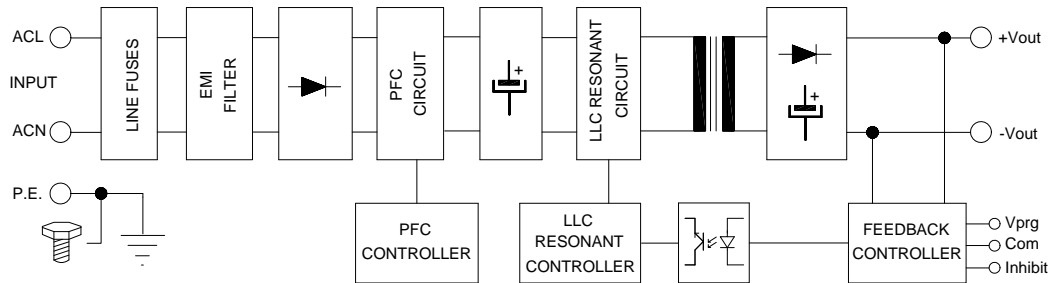 ACL
INPUT
ACN
P.E.
LINE FUSES
EMI
FILTER
PFC
CIRCUIT
+
LLC RESONANT
CIRCUIT
+
+Vout
-Vout
PFC
CONTROLLER
LLC
RESONANT
CONTROLLER
FEEDBACK
CONTROLLER
Vprg
Com
Inhibit